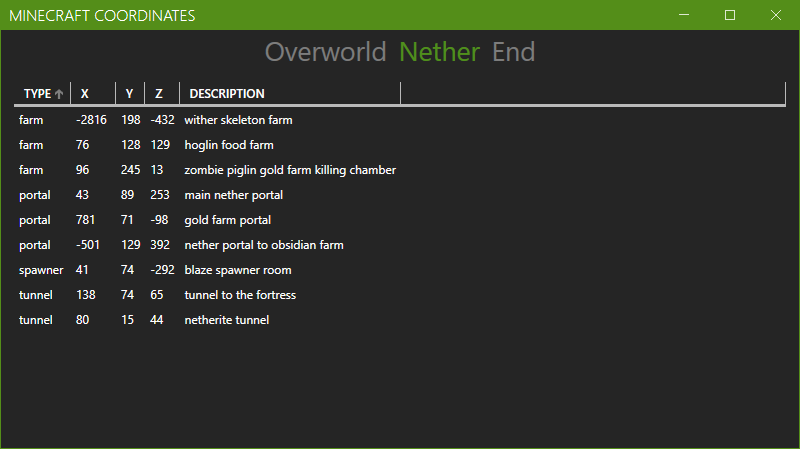 MINECRAFT COORDINATES
Overworld Nether End
TYPE X Y Z DESCRIPTION
farm -2816 198 -432 wither skeleton farm
farm 76 128 129 hoglin food farm
farm 96 245 13 zombie piglin gold farm killing chamber
portal 43 89 253 main nether portal
portal 781 71 -98 gold farm portal
portal -501 129 392 nether portal to obsidian farm
spawner 41 74 -292 blaze spawner room
tunnel 138 74 65 tunnel to the fortress
tunnel 80 15 44 netherite tunnel